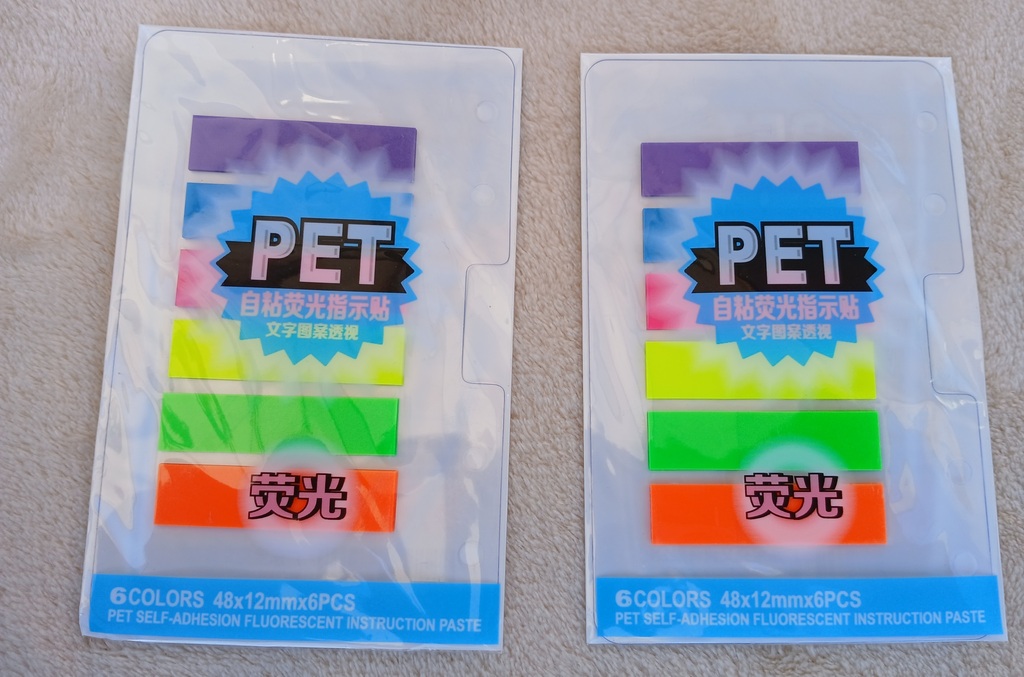 PET
自粘荧光指示贴
文字图案透视
荧光
6COLORS 48x12mmx6PCS
PET SELF-ADHESION FLUORESCENT INSTRUCTION PASTE
PET
自粘荧光指示贴
文字图案透视
荧光
6COLORS 48x12mmx6PCS
PET SELF-ADHESION FLUORESCENT INSTRUCTION PASTE